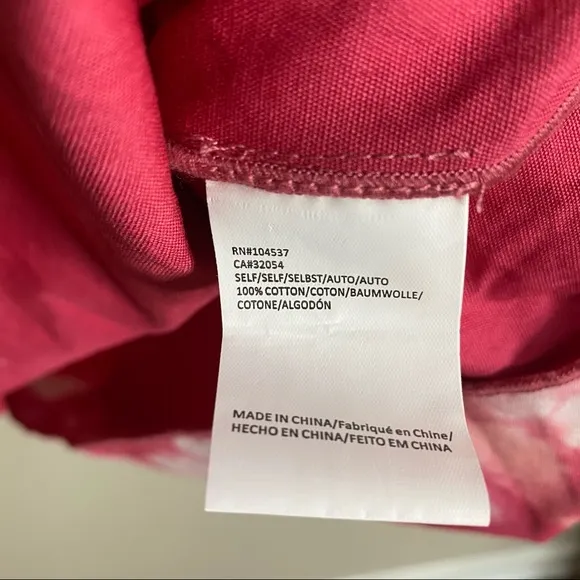 RN#104537
CA#32054
SELF/SELF/SELBST/AUTO/AUTO
100% COTTON/COTON/BAUMWOLLE/
COTONE/ALGODÓN
MADE IN CHINA/Fabriqué en Chine/
HECHO EN CHINA/FEITO EM CHINA